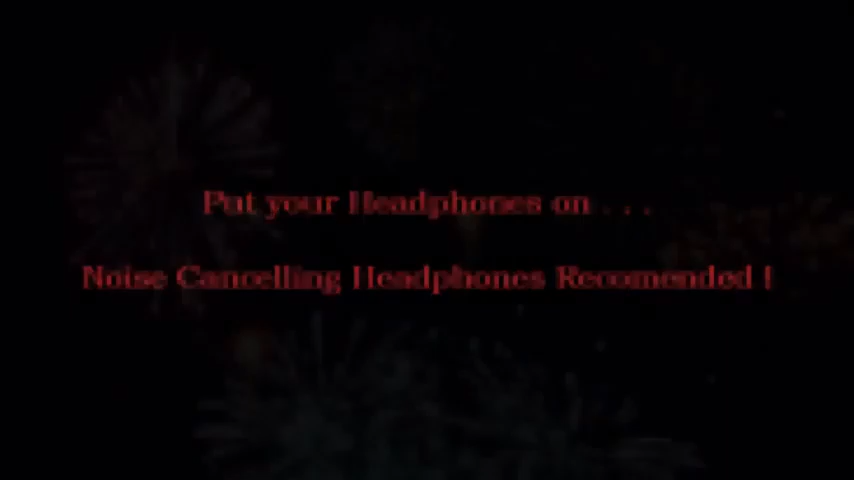 Put your Headphones on . . .
Noise Cancelling Headphones Recomended !